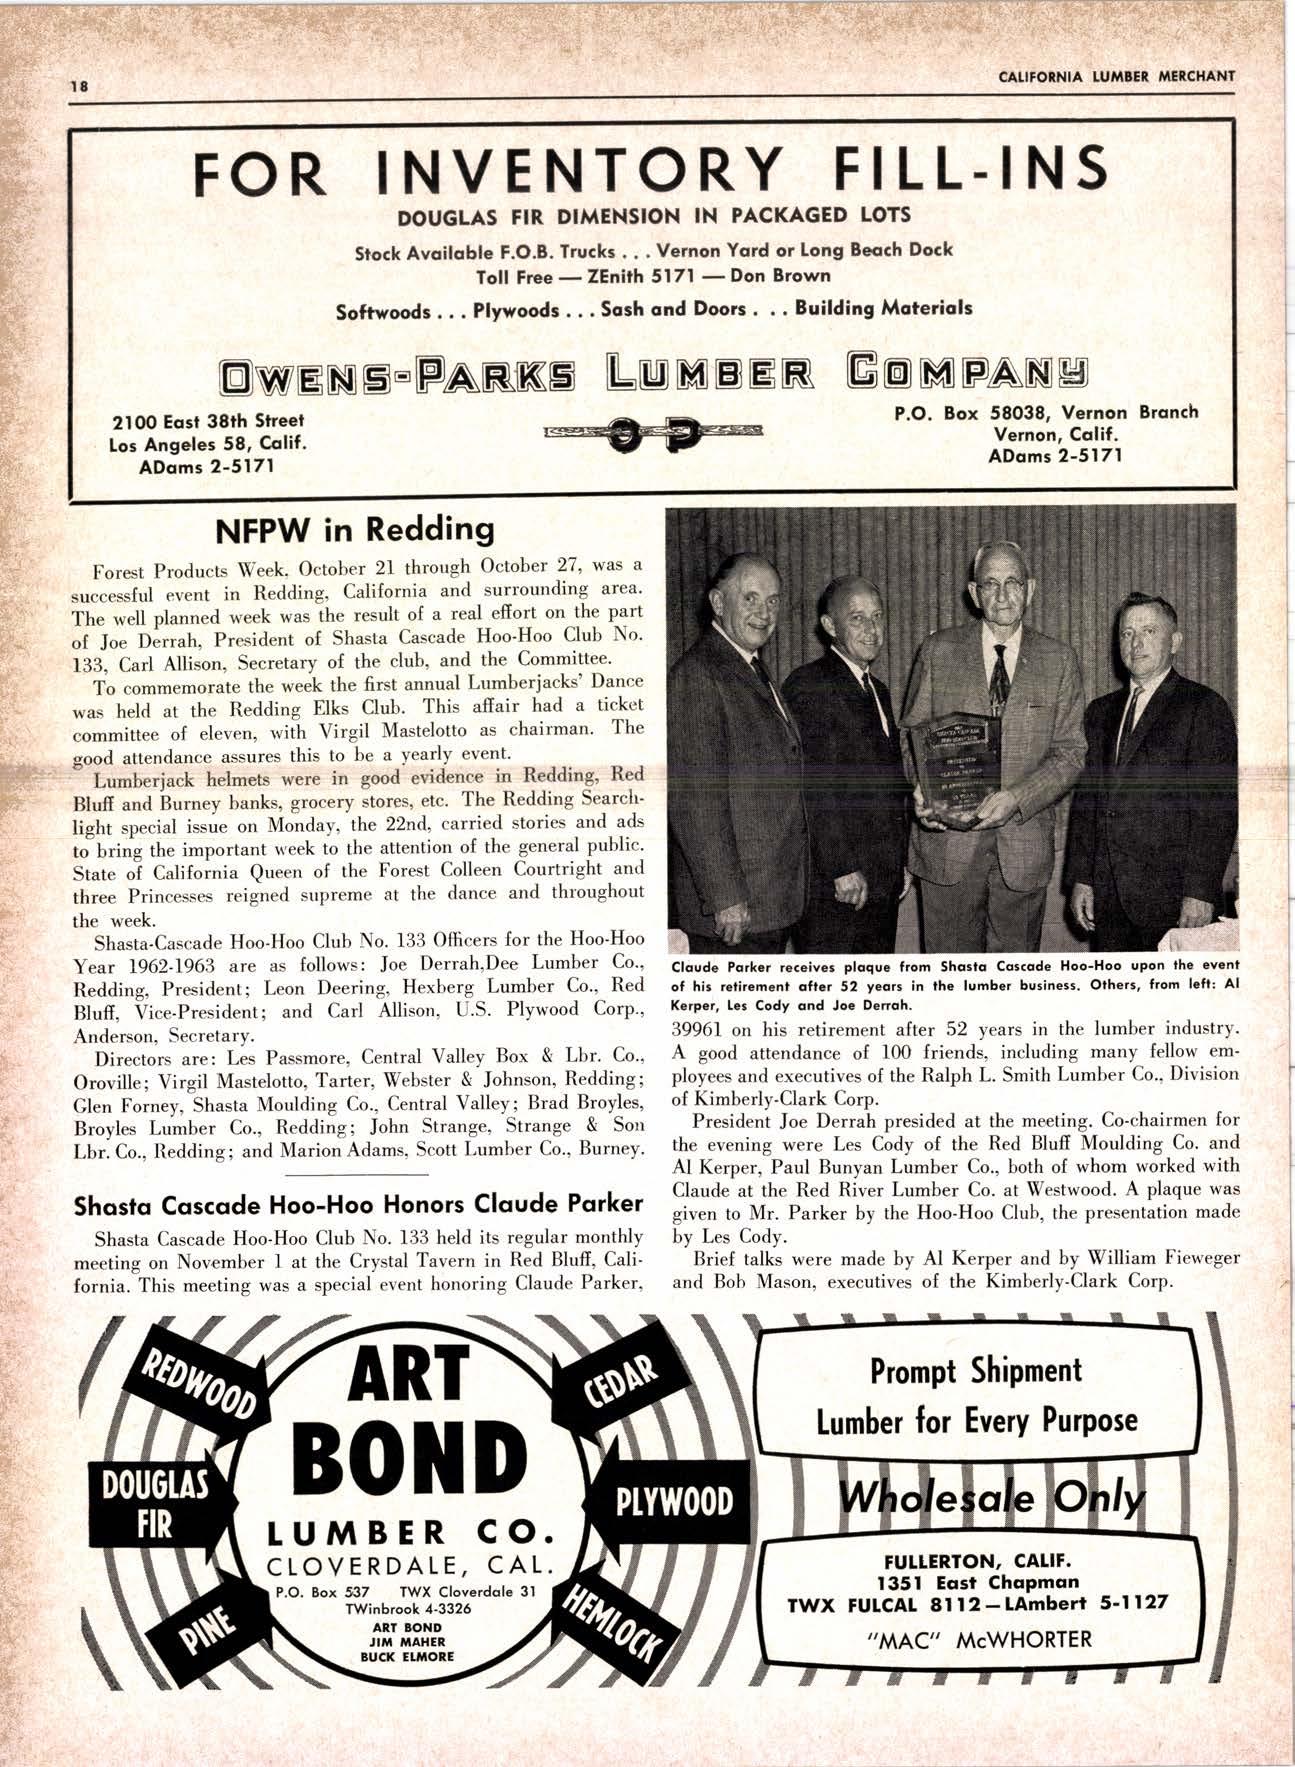 18
CALIFORNIA LUMBER MERCHANT
FOR INVENTORY FILL-INS
DOUGLAS FIR DIMENSION IN PACKAGED LOTS
Stock Available F.O.B. Trucks . . . Vernon Yard or Long Beach Dock
Toll Free — ZEnith 5171 — Don Brown
Softwoods . . . Plywoods . . . Sash and Doors . . . Building Materials
OWENS-PARKS LUMBER COMPANY
2100 East 38th Street
Los Angeles 58, Calif.
ADams 2-5171
OP
P.O. Box 58038, Vernon Branch
Vernon, Calif.
ADams 2-5171
NFPW in Redding
Forest Products Week, October 21 through October 27, was a
successful event in Redding, California and surrounding area.
The well planned week was the result of a real effort on the part
of Joe Derrah, President of Shasta Cascade Hoo-Hoo Club No.
133, Carl Allison, Secretary of the club, and the Committee.
To commemorate the week the first annual Lumberjacks' Dance
was held at the Redding Elks Club. This affair had a ticket
committee of eleven, with Virgil Mastelotto as chairman. The
good attendance assures this to be a yearly event.
Lumberjack helmets were in good evidence in Redding, Red
Bluff and Burney banks, grocery stores, etc. The Redding Search-
light special issue on Monday, the 22nd, carried stories and ads
to bring the important week to the attention of the general public.
State of California Queen of the Forest Colleen Courtright and
three Princesses reigned supreme at the dance and throughout
the week.
Shasta-Cascade Hoo-Hoo Club No. 133 Officers for the Hoo-Hoo
Year 1962-1963 are as follows: Joe Derrah,Dee Lumber Co.,
Redding, President; Leon Deering, Hexberg Lumber Co., Red
Bluff, Vice-President; and Carl Allison, U.S. Plywood Corp.,
Anderson, Secretary.
Directors are: Les Passmore, Central Valley Box & Lbr. Co.,
Oroville; Virgil Mastelotto, Tarter, Webster & Johnson, Redding;
Glen Forney, Shasta Moulding Co., Central Valley; Brad Broyles,
Broyles Lumber Co., Redding; John Strange, Strange & Son
Lbr. Co., Redding; and Marion Adams, Scott Lumber Co., Burney.
Shasta Cascade Hoo-Hoo Honors Claude Parker
Shasta Cascade Hoo-Hoo Club No. 133 held its regular monthly
meeting on November 1 at the Crystal Tavern in Red Bluff, Cali-
fornia. This meeting was a special event honoring Claude Parker,
SHASTA CASCADE
HOO-HOO CLUB
PRESENTED
TO
CLAUDE PARKER
Claude Parker receives plaque from Shasta Cascade Hoo-Hoo upon the event
of his retirement after 52 years in the lumber business. Others, from left: Al
Kerper, Les Cody and Joe Derrah.
39961 on his retirement after 52 years in the lumber industry.
A good attendance of 100 friends, including many fellow em-
ployees and executives of the Ralph L. Smith Lumber Co., Division
of Kimberly-Clark Corp.
President Joe Derrah presided at the meeting. Co-chairmen for
the evening were Les Cody of the Red Bluff Moulding Co. and
Al Kerper, Paul Bunyan Lumber Co., both of whom worked with
Claude at the Red River Lumber Co. at Westwood. A plaque was
given to Mr. Parker by the Hoo-Hoo Club, the presentation made
by Les Cody.
Brief talks were made by Al Kerper and by William Fieweger
and Bob Mason, executives of the Kimberly-Clark Corp.
REDWOOD
DOUGLAS
FIR
PINE
ART
BOND
LUMBER CO.
CLOVERDALE, CAL.
P.O. Box 537 TWX Cloverdale 31
TWinbrook 4-3326
ART BOND
JIM MAHER
BUCK ELMORE
CEDAR
PLYWOOD
HEMLOCK
Prompt Shipment
Lumber for Every Purpose
Wholesale Only
FULLERTON, CALIF.
1351 East Chapman
TWX FULCAL 8112—LAmbert 5-1127
"MAC" McWHORTER